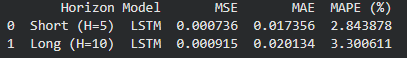 Horizon Model MSE MAE MAPE (%)
0 Short (H=5) LSTM 0.000736 0.017356 2.843878
1 Long (H=10) LSTM 0.000915 0.020134 3.300611